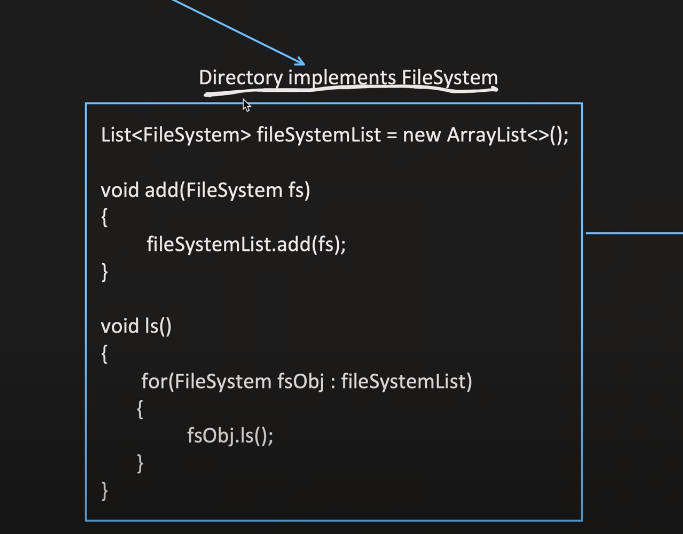 Directory implements FileSystem
List<FileSystem> fileSystemList = new ArrayList<>();
void add(FileSystem fs)
{
fileSystemList.add(fs);
}
void ls()
{
for(FileSystem fsObj : fileSystemList)
{
fsObj.ls();
}
}